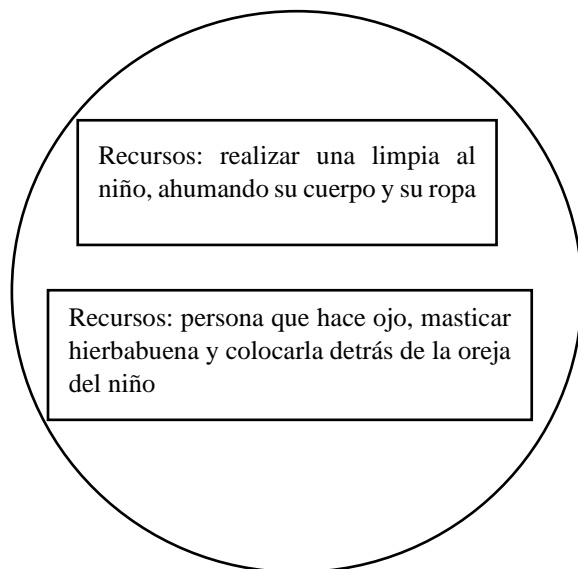 Recursos: realizar una limpia al
niño, ahumando su cuerpo y su ropa
Recursos: persona que hace ojo, masticar
hierbabuena y colocarla detrás de la oreja
del niño